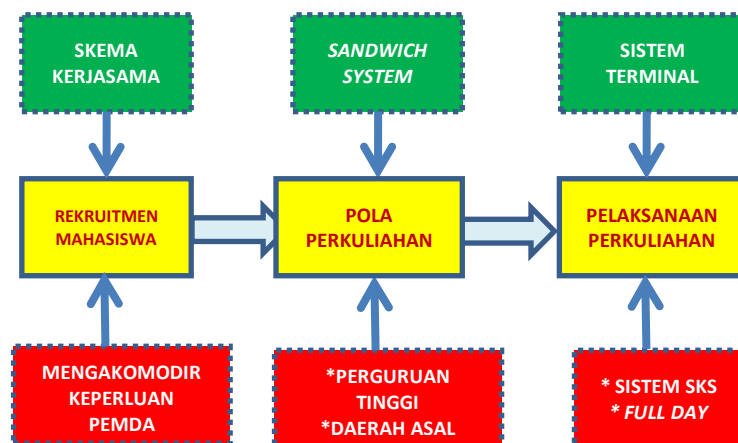 SKEMA
KERJASAMA
SANDWICH
SYSTEM
SISTEM
TERMINAL
REKRUITMEN
MAHASISWA
POLA
PERKULIAHAN
PELAKSANAAN
PERKULIAHAN
MENGAKOMODIR
KEPERLUAN
PEMDA
*PERGURUAN
TINGGI
*DAERAH ASAL
* SISTEM SKS
* FULL DAY